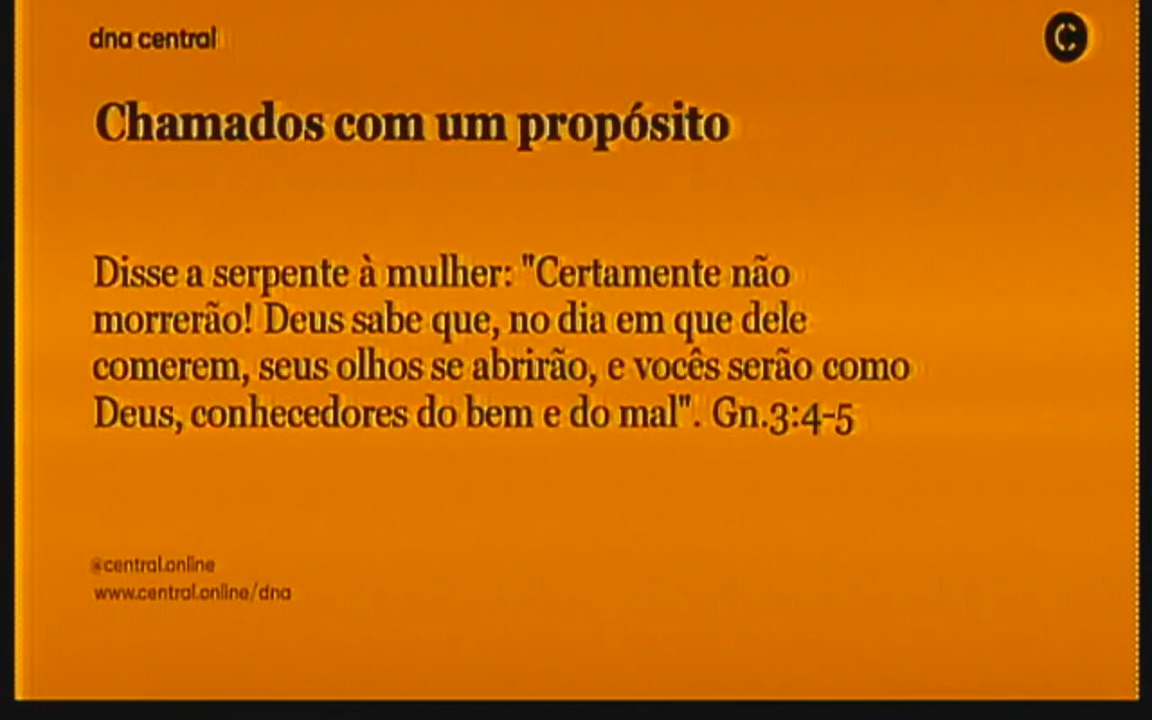 dna central
C
Chamados com um propósito
Disse a serpente à mulher: "Certamente não
morrerão! Deus sabe que, no dia em que dele
comerem, seus olhos se abrirão, e vocês serão como
Deus, conhecedores do bem e do mal". Gn.3:4-5
@central.online
www.central.online/dna